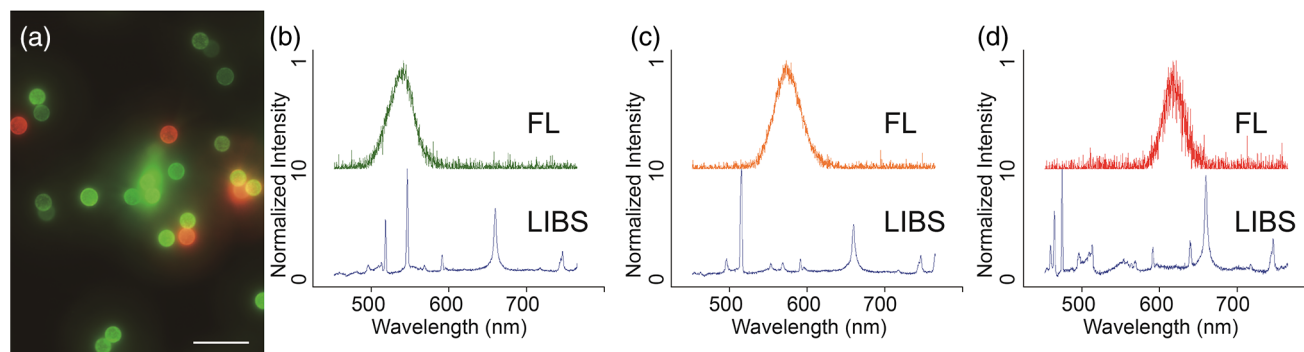 (a)
(b)
Normalized Intensity
1
10
0
FL
LIBS
500 600 700
Wavelength (nm)
(c)
Normalized Intensity
1
10
0
FL
LIBS
500 600 700
Wavelength (nm)
(d)
Normalized Intensity
1
10
0
FL
LIBS
500 600 700
Wavelength (nm)